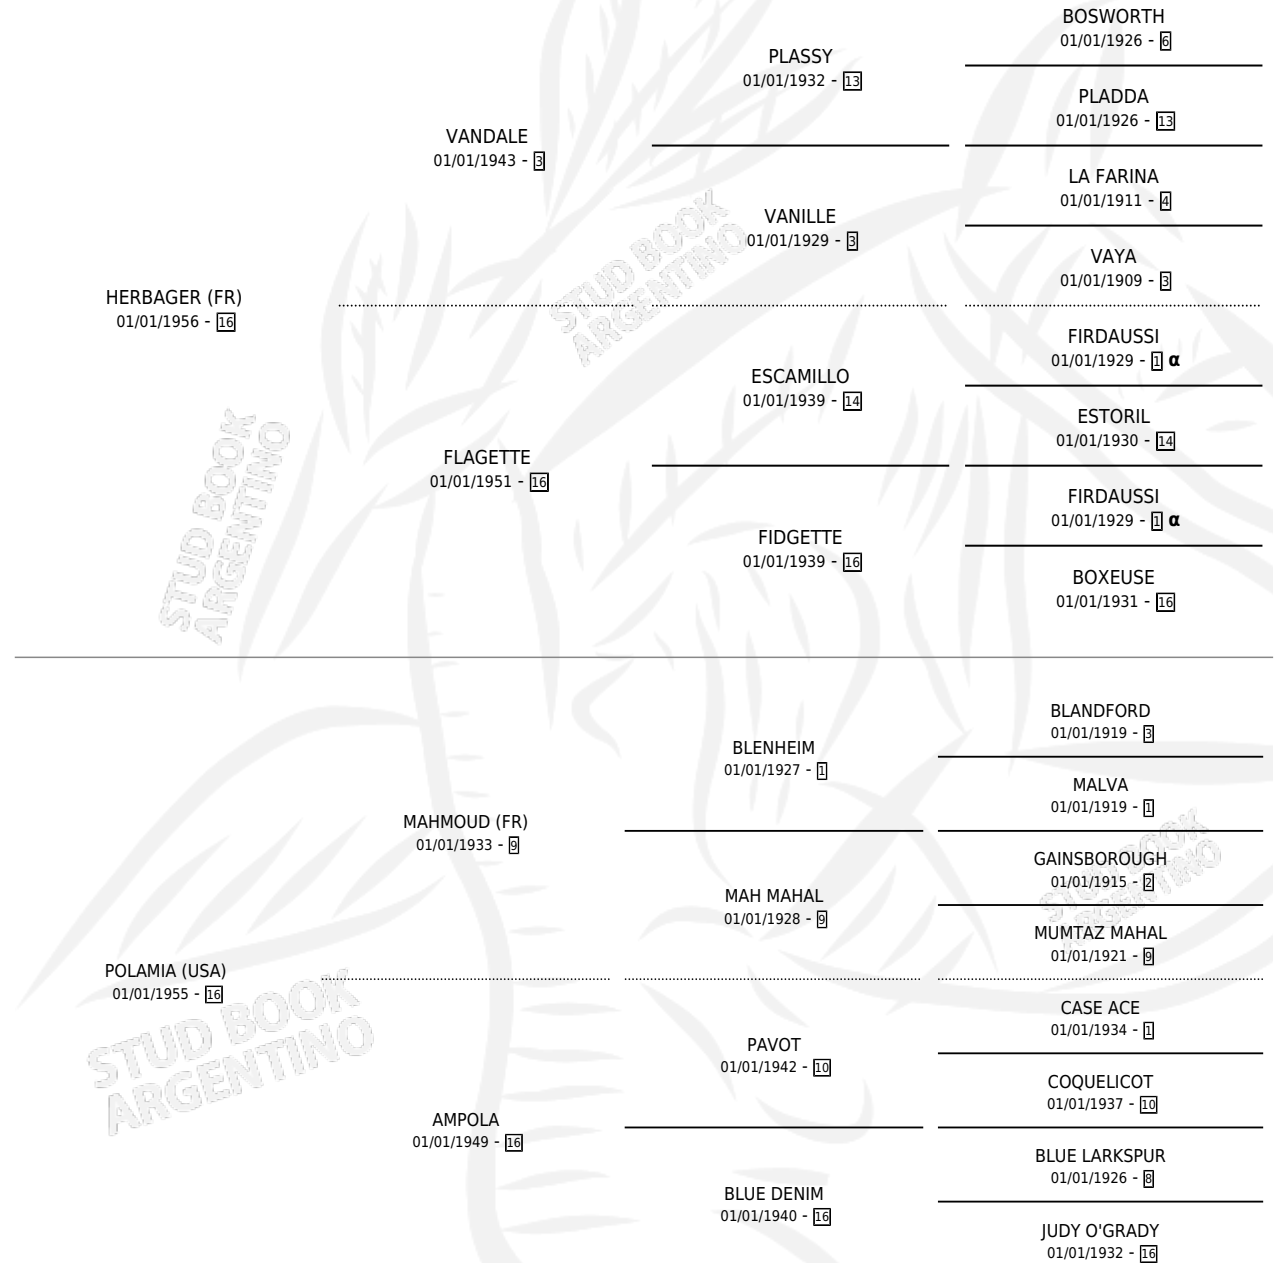 BOSWORTH
01/01/1926 - 6
PLASSY
01/01/1932 - 13
PLADDA
01/01/1926 - 13
VANDALE
01/01/1943 - 3
LA FARINA
01/01/1911 - 4
VANILLE
01/01/1929 - 3
VAYA
01/01/1909 - 3
HERBAGER (FR)
01/01/1956 - 16
FIRDAUSSI
01/01/1929 - 1 α
ESCAMILLO
01/01/1939 - 14
ESTORIL
01/01/1930 - 14
FLAGETTE
01/01/1951 - 16
FIRDAUSSI
01/01/1929 - 1 α
FIDGETTE
01/01/1939 - 16
BOXEUSE
01/01/1931 - 16
BLANDFORD
01/01/1919 - 3
BLENHEIM
01/01/1927 - 1
MALVA
01/01/1919 - 1
MAHMOUD (FR)
01/01/1933 - 9
GAINSBOROUGH
01/01/1915 - 2
MAH MAHAL
01/01/1928 - 9
MUMTAZ MAHAL
01/01/1921 - 9
POLAMIA (USA)
01/01/1955 - 16
CASE ACE
01/01/1934 - 1
PAVOT
01/01/1942 - 10
COQUELICOT
01/01/1937 - 10
AMPOLA
01/01/1949 - 16
BLUE LARKSPUR
01/01/1926 - 8
BLUE DENIM
01/01/1940 - 16
JUDY O'GRADY
01/01/1932 - 16
STUD BOOK
ARGENTINO
STUD BOOK
ARGENTINO
STUD BOOK
ARGENTINO
STUD BOOK
ARGENTINO